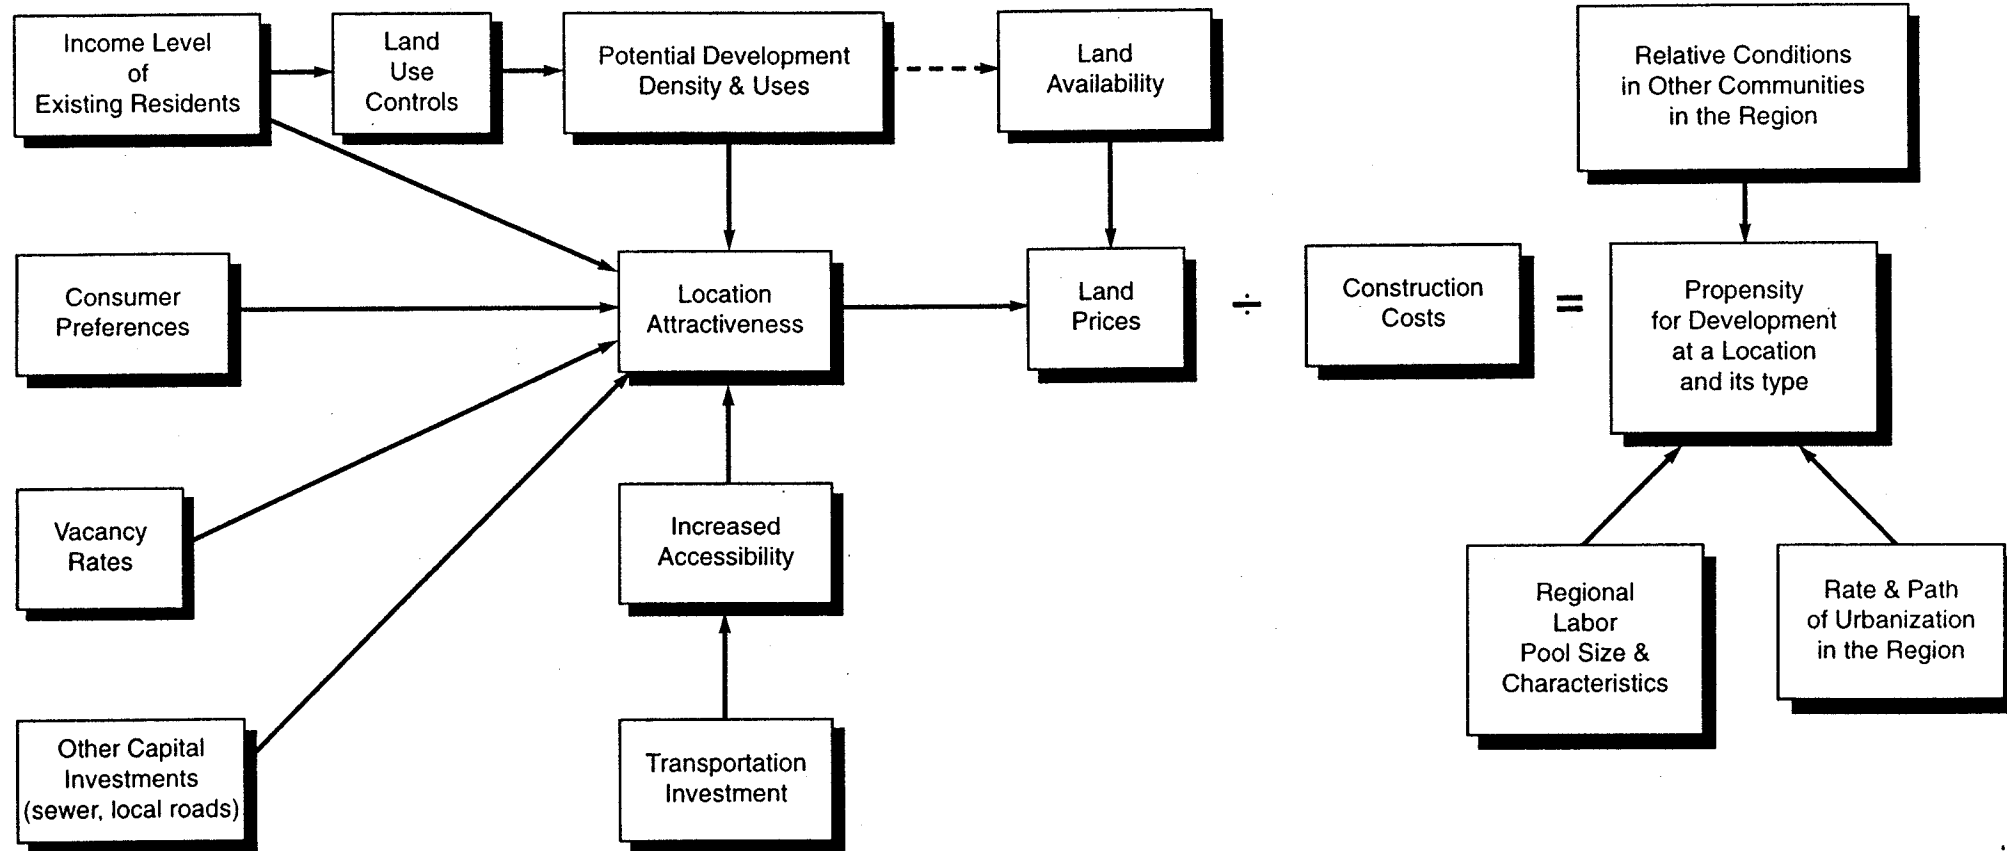 Income Level
of
Existing Residents
Land
Use
Controls
Potential Development
Density & Uses
Land
Availability
Relative Conditions
in Other Communities
in the Region
Consumer
Preferences
Location
Attractiveness
Land
Prices
÷
Construction
Costs
=
Propensity
for Development
at a Location
and its type
Vacancy
Rates
Increased
Accessibility
Regional
Labor
Pool Size &
Characteristics
Rate & Path
of Urbanization
in the Region
Other Capital
Investments
(sewer, local roads)
Transportation
Investment